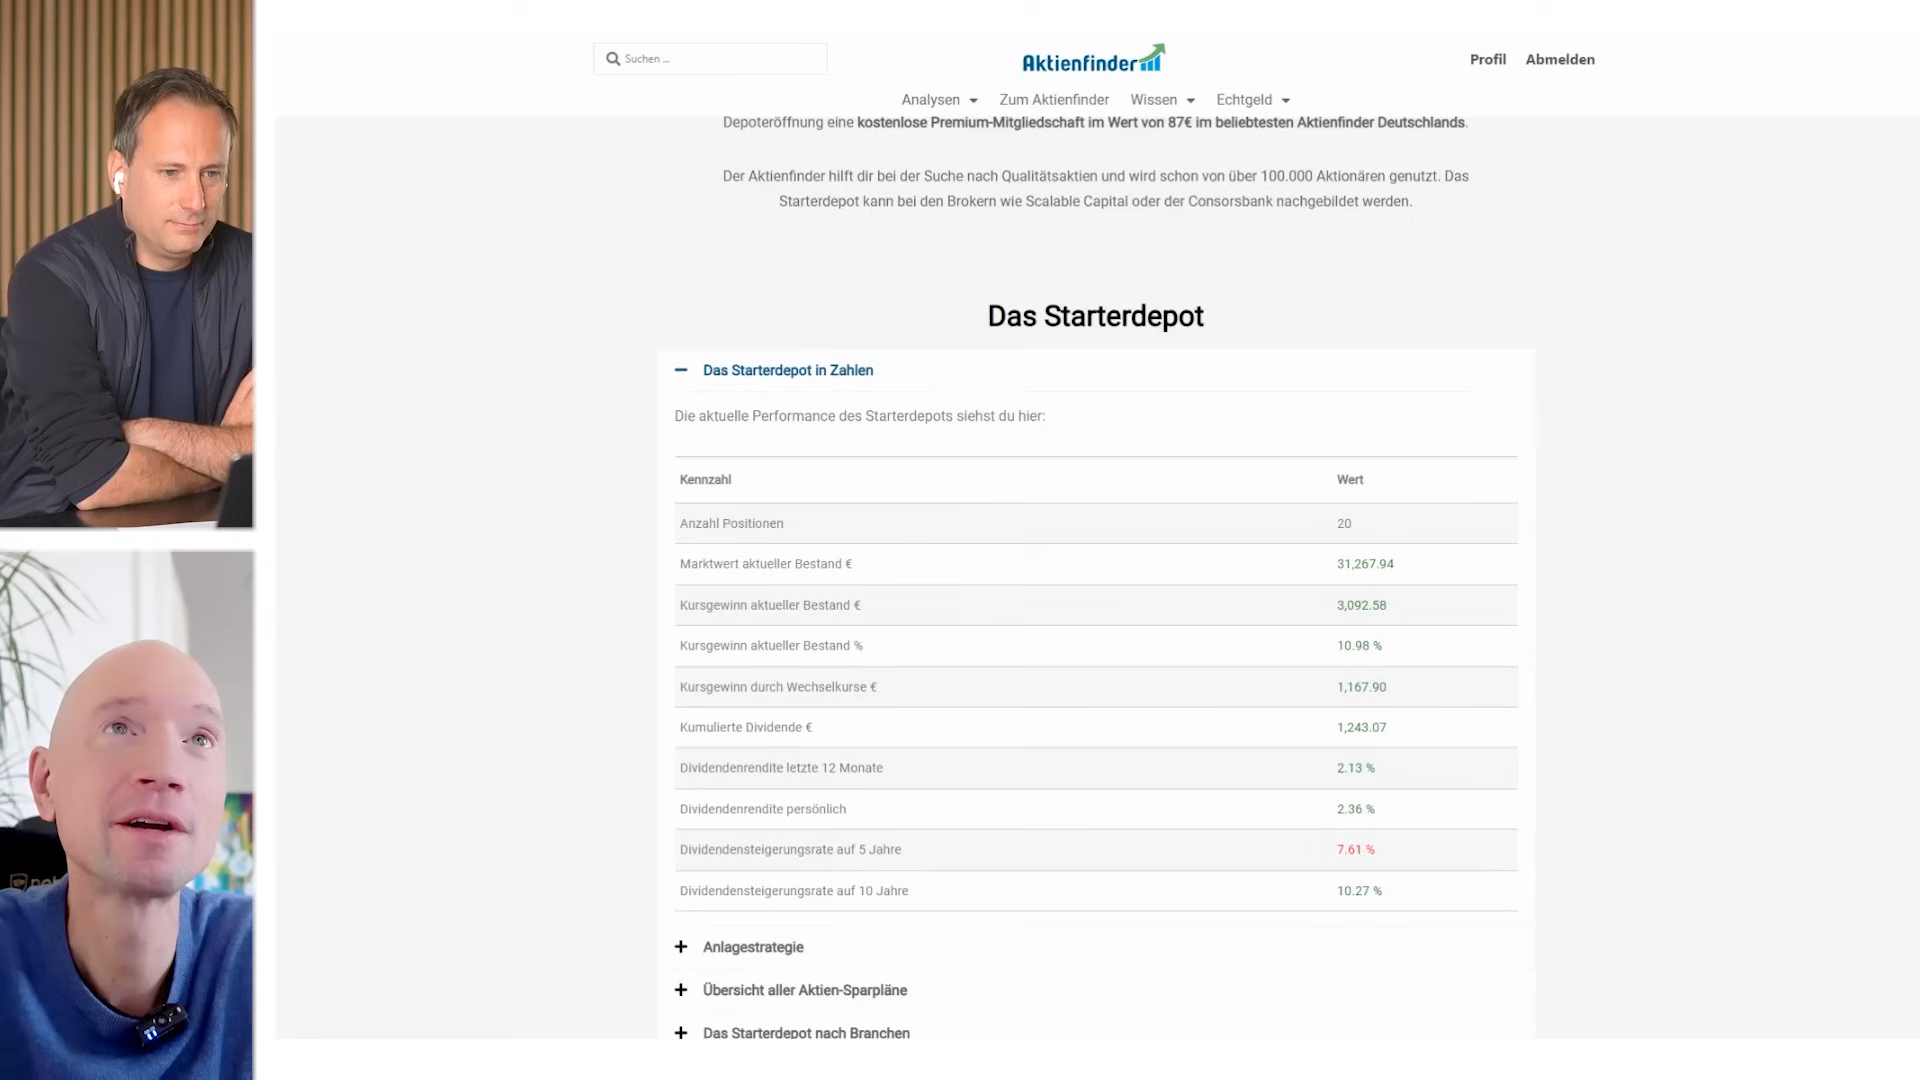 Suchen ...
Aktienfinder
Profil Abmelden
Analysen Zum Aktienfinder Wissen Echtgeld
Depoteröffnung eine kostenlose Premium-Mitgliedschaft im Wert von 87€ im beliebtesten Aktienfinder Deutschlands.
Der Aktienfinder hilft dir bei der Suche nach Qualitätsaktien und wird schon von über 100.000 Aktionären genutzt. Das
Starterdepot kann bei den Brokern wie Scalable Capital oder der Consorsbank nachgebildet werden.
Das Starterdepot
Das Starterdepot in Zahlen
Die aktuelle Performance des Starterdepots siehst du hier:
Kennzahl Wert
Anzahl Positionen 20
Marktwert aktueller Bestand € 31,267.94
Kursgewinn aktueller Bestand € 3,092.58
Kursgewinn aktueller Bestand % 10.98 %
Kursgewinn durch Wechselkurse € 1,167.90
Kumulierte Dividende € 1,243.07
Dividendenrendite letzte 12 Monate 2.13 %
Dividendenrendite persönlich 2.36 %
Dividendensteigerungsrate auf 5 Jahre 7.61 %
Dividendensteigerungsrate auf 10 Jahre 10.27 %
Anlagestrategie
Übersicht aller Aktien-Sparpläne
Das Starterdepot nach Branchen